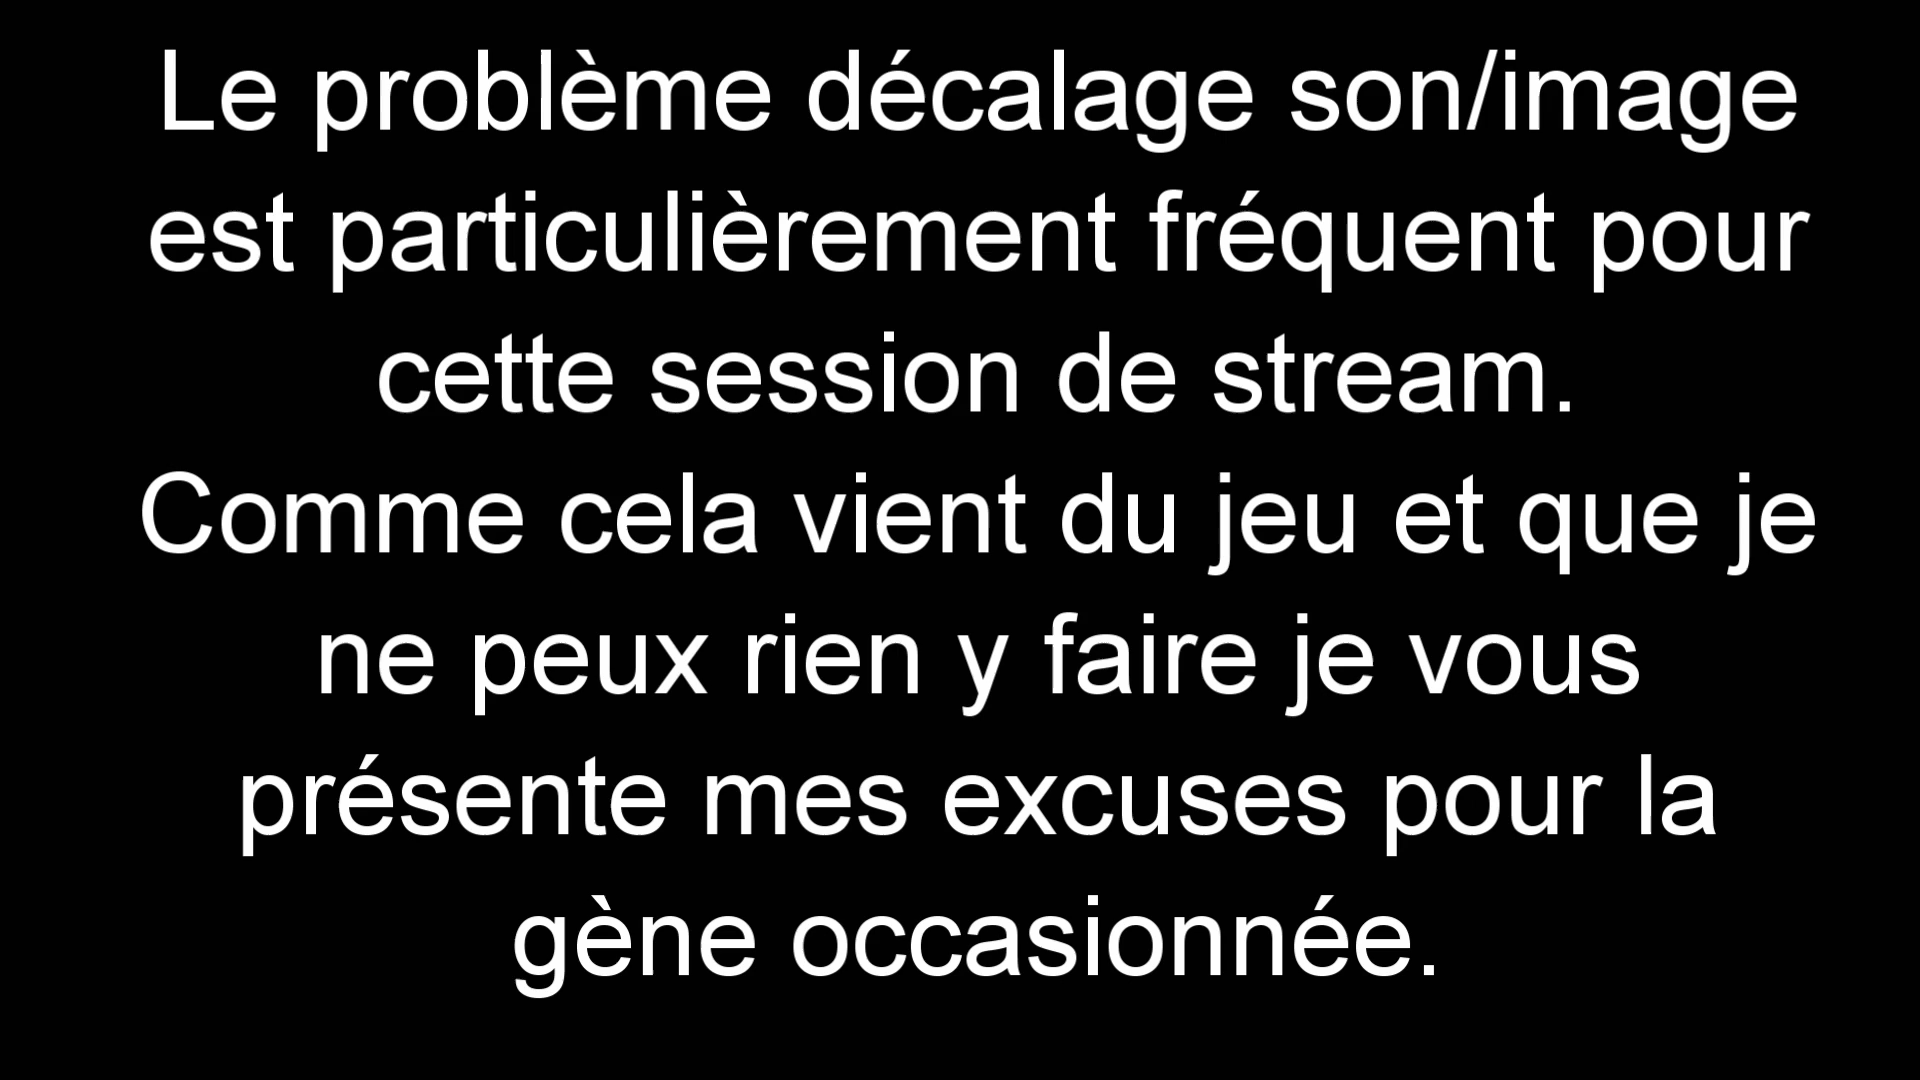 Le problème décalage son/image
est particulièrement fréquent pour
cette session de stream.
Comme cela vient du jeu et que je
ne peux rien y faire je vous
présente mes excuses pour la
gène occasionnée.